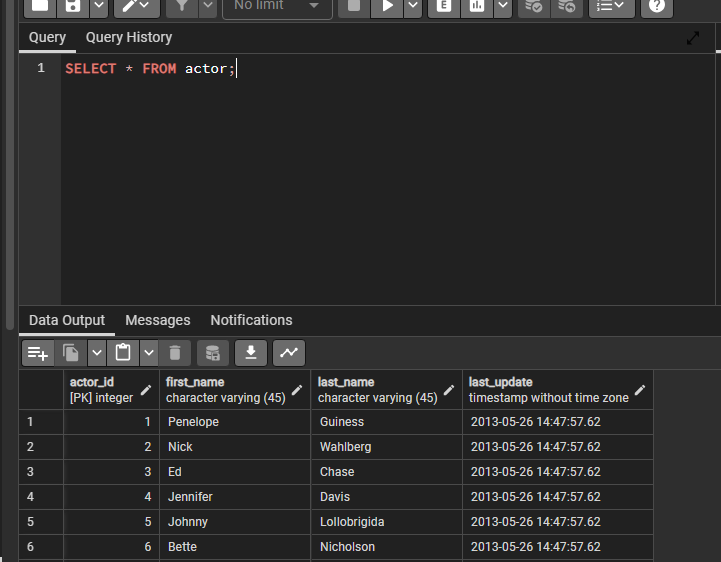 No limit
E
Query Query History
1 SELECT * FROM actor;
Data Output Messages Notifications
actor_id first_name last_name last_update
[PK] integer character varying (45) character varying (45) timestamp without time zone
1 1 Penelope Guiness 2013-05-26 14:47:57.62
2 2 Nick Wahlberg 2013-05-26 14:47:57.62
3 3 Ed Chase 2013-05-26 14:47:57.62
4 4 Jennifer Davis 2013-05-26 14:47:57.62
5 5 Johnny Lollobrigida 2013-05-26 14:47:57.62
6 6 Bette Nicholson 2013-05-26 14:47:57.62